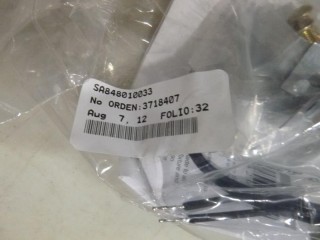 SA848010033
No ORDEN:3718407
Aug 7, 12 FOLIO:32